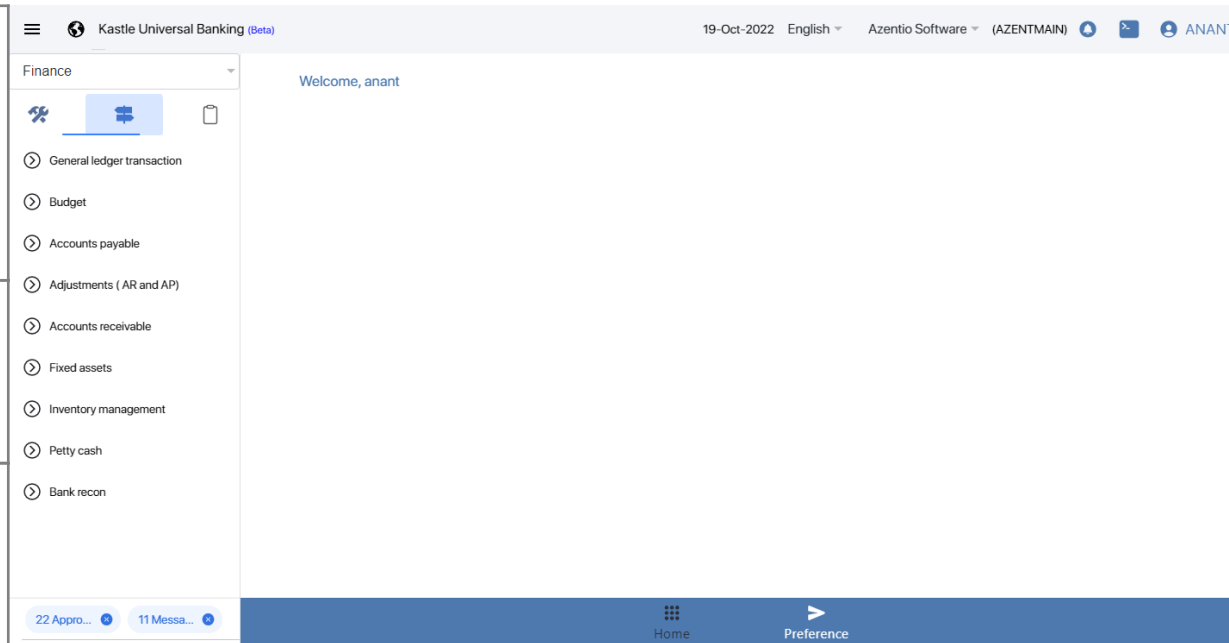 Kastle Universal Banking (Beta)
19-Oct-2022 English Azentio Software (AZENTMAIN) ANANT
Finance
Welcome, anant
General ledger transaction
Budget
Accounts payable
Adjustments ( AR and AP)
Accounts receivable
Fixed assets
Inventory management
Petty cash
Bank recon
22 Appro... 11 Messa...
Home
Preference